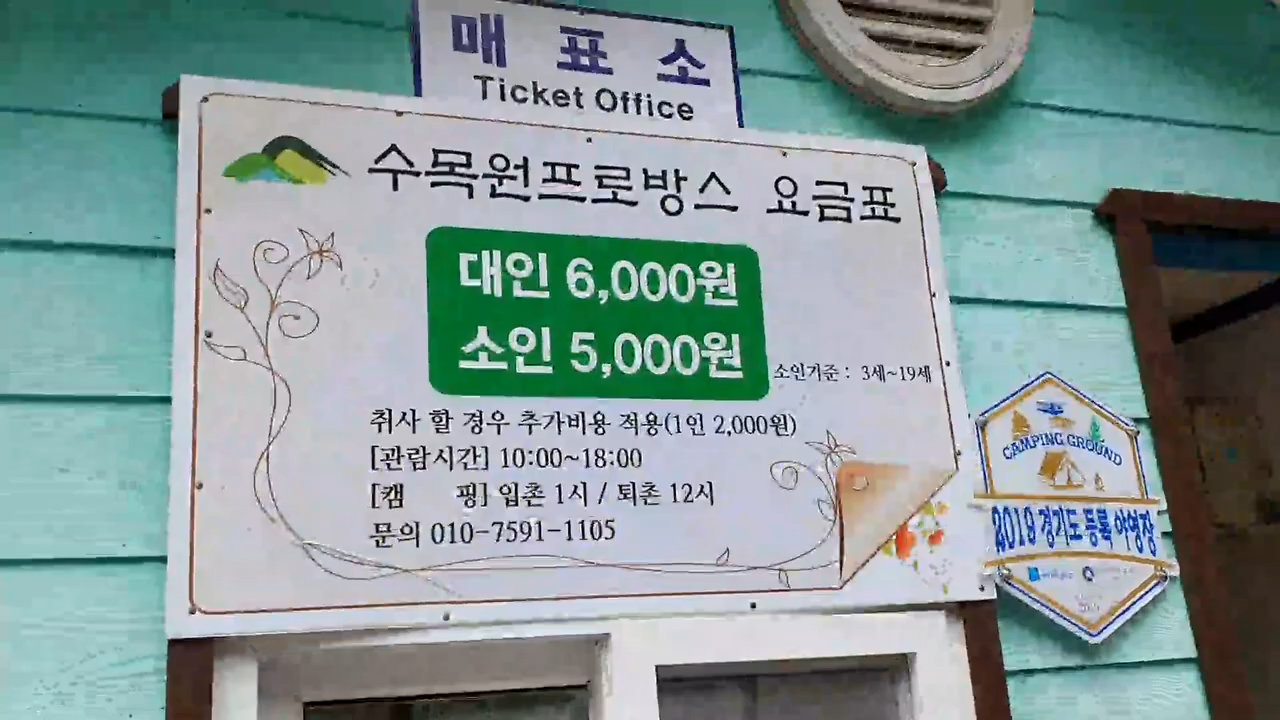 매 표 소
Ticket Office
수목원프로방스 요금표
대인 6,000원
소인 5,000원
소인기준 : 3세~19세
취사 할 경우 추가비용 적용(1인 2,000원)
[관람시간] 10:00~18:00
[캠 핑] 입촌 1시 / 퇴촌 12시
문의 010-7591-1105
CAMPING GROUND
2019 경기도 등록 야영장